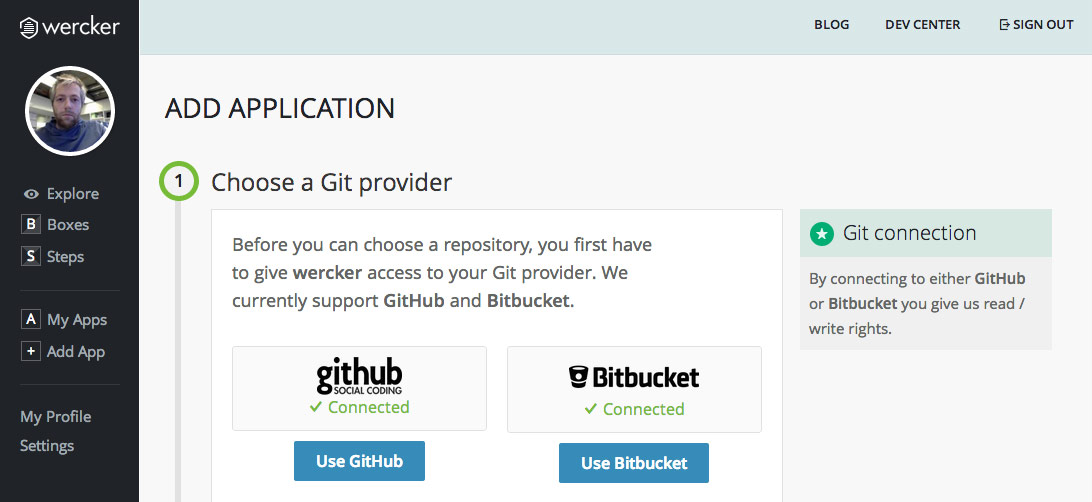 wercker
BLOG
DEV CENTER
SIGN OUT
Explore
B Boxes
S Steps
A My Apps
+ Add App
My Profile
Settings
ADD APPLICATION
1 Choose a Git provider
Before you can choose a repository, you first have
to give wercker access to your Git provider. We
currently support GitHub and Bitbucket.
github
SOCIAL CODING
✓ Connected
Use GitHub
Bitbucket
✓ Connected
Use Bitbucket
Git connection
By connecting to either GitHub
or Bitbucket you give us read /
write rights.